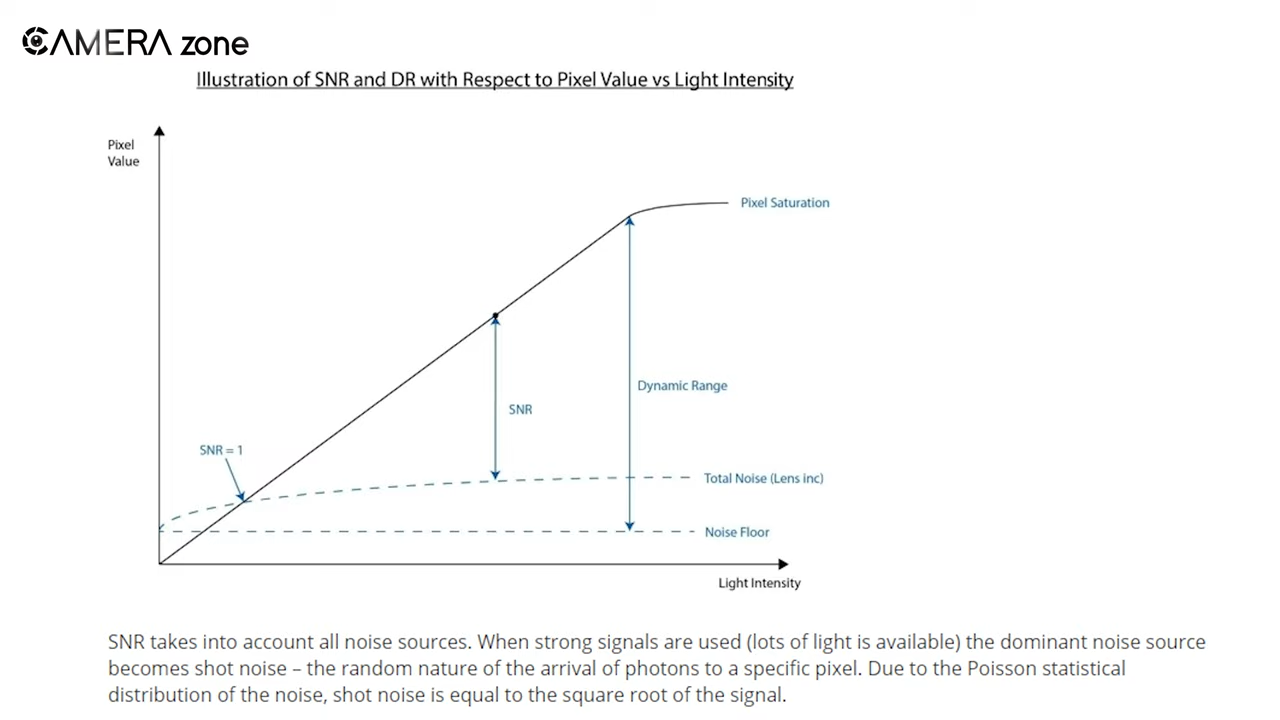 CAMERA zone
Illustration of SNR and DR with Respect to Pixel Value vs Light Intensity
Pixel
Value
Pixel Saturation
Dynamic Range
SNR
SNR = 1
Total Noise (Lens inc)
Noise Floor
Light Intensity
SNR takes into account all noise sources. When strong signals are used (lots of light is available) the dominant noise source
becomes shot noise – the random nature of the arrival of photons to a specific pixel. Due to the Poisson statistical
distribution of the noise, shot noise is equal to the square root of the signal.